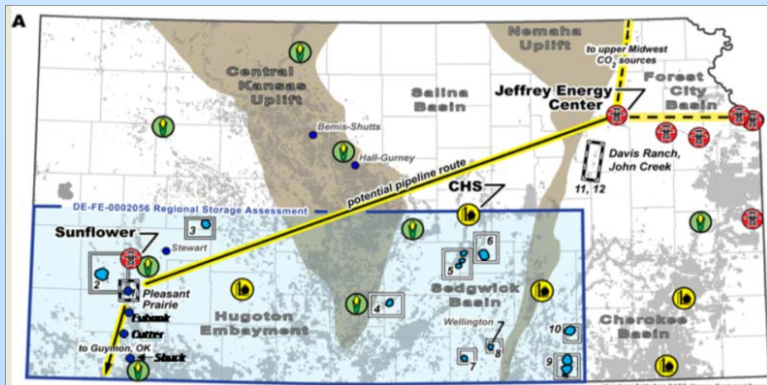 A
Nemaha
Uplift
to upper Midwest
CO2 sources
Central
Kansas
Uplift
Salina
Basin
Jeffrey Energy
Center
Forest
City
Basin
Bemis-Shutts
Hall-Gurney
potential pipeline route
Davis Ranch,
John Creek
11, 12
CHS
DE-FE-0002056 Regional Storage Assessment
Sunflower
3
Stewart
6
5
2
1
Pleasant
Prairie
Sedgwick
Basin
4
Hugoton
Embayment
Eubank
Cutter
Wellington
Cherokee
Basin
10
to Guymon, OK
Shuck
7
8
9